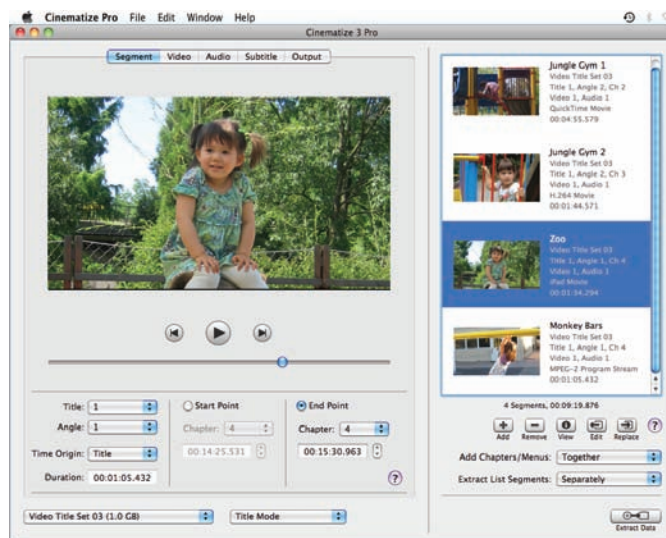 Cinematize Pro File Edit Window Help
Cinematize 3 Pro
Segment Video Audio Subtitle Output
Title: 1
Angle: 1
Time Origin: Title
Duration: 00:01:05.432
Start Point
Chapter: 4
00:14:25.531
End Point
Chapter: 4
00:15:30.963
?
Video Title Set 03 (1.0 GB)
Title Mode
Jungle Gym 1
Video Title Set 03
Title 1, Angle 2, Ch 2
Video 1, Audio 1
QuickTime Movie
00:04:55.579
Jungle Gym 2
Video Title Set 03
Title 1, Angle 2, Ch 3
Video 1, Audio 1
H.264 Movie
00:01:44.571
Zoo
Video Title Set 03
Title 1, Angle 1, Ch 4
Video 1, Audio 1
iPad Movie
00:01:34.294
Monkey Bars
Video Title Set 03
Title 1, Angle 1, Ch 4
Video 1, Audio 1
MPEG-2 Program Stream
00:01:05.432
4 Segments, 00:09:19.876
Add Remove View Edit Replace
?
Add Chapters/Menus: Together
Extract List Segments: Separately
Extract Data